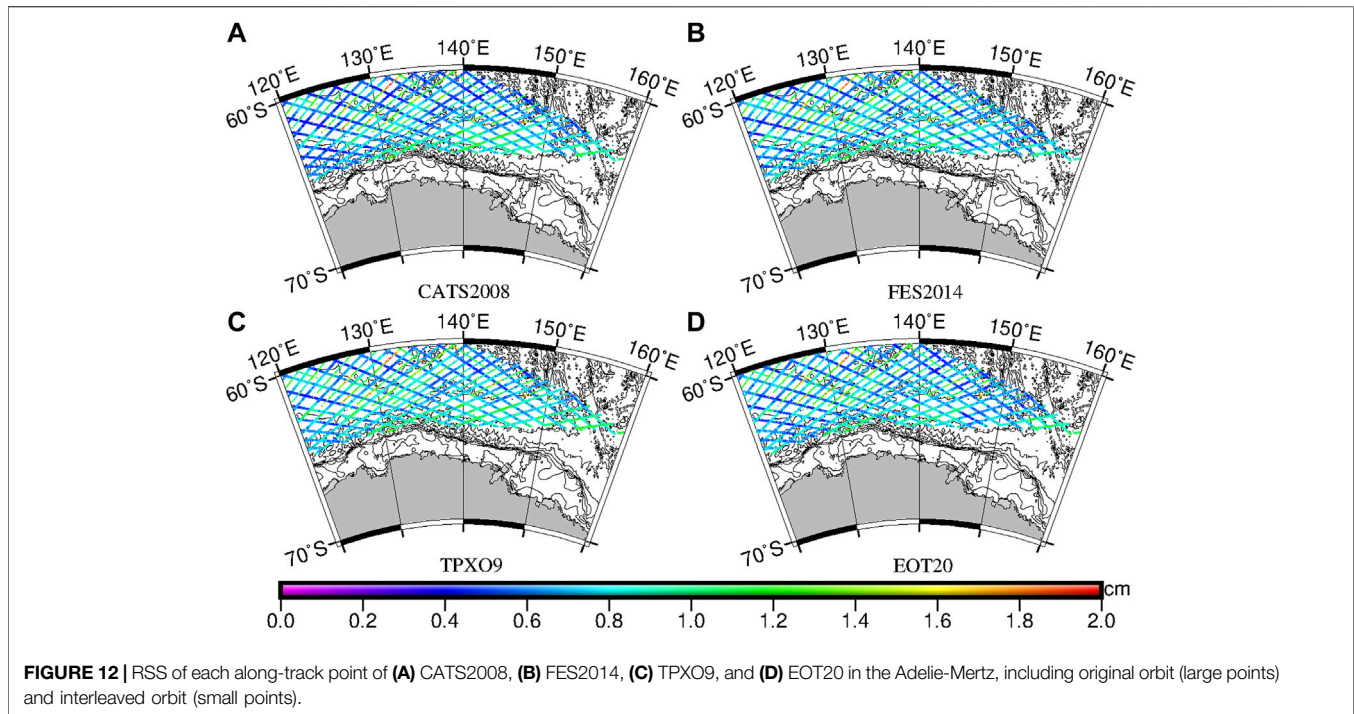 A
120°E
130°E
140°E
150°E
160°E
60°S
70°S
CATS2008
B
120°E
130°E
140°E
150°E
160°E
60°S
70°S
FES2014
C
120°E
130°E
140°E
150°E
160°E
60°S
70°S
TPXO9
D
120°E
130°E
140°E
150°E
160°E
60°S
70°S
EOT20
cm
0.0 0.2 0.4 0.6 0.8 1.0 1.2 1.4 1.6 1.8 2.0
FIGURE 12 | RSS of each along-track point of (A) CATS2008, (B) FES2014, (C) TPXO9, and (D) EOT20 in the Adelie-Mertz, including original orbit (large points)
and interleaved orbit (small points).